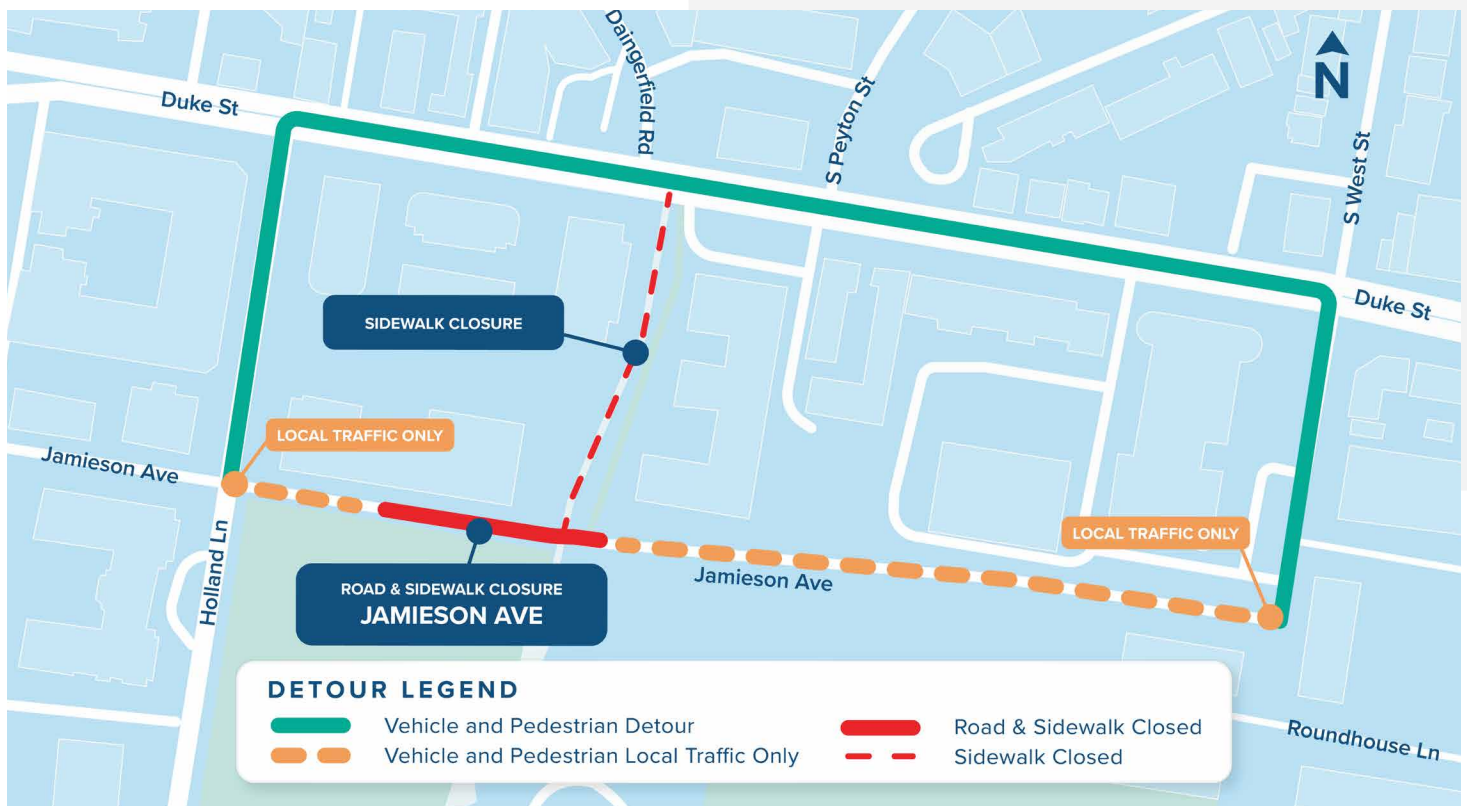 Daingerfield Rd
N
Duke St
S Peyton St
S West St
Duke St
SIDEWALK CLOSURE
LOCAL TRAFFIC ONLY
Jamieson Ave
LOCAL TRAFFIC ONLY
Holland Ln
Jamieson Ave
ROAD & SIDEWALK CLOSURE
JAMIESON AVE
Roundhouse Ln
DETOUR LEGEND
Vehicle and Pedestrian Detour
Road & Sidewalk Closed
Vehicle and Pedestrian Local Traffic Only
Sidewalk Closed